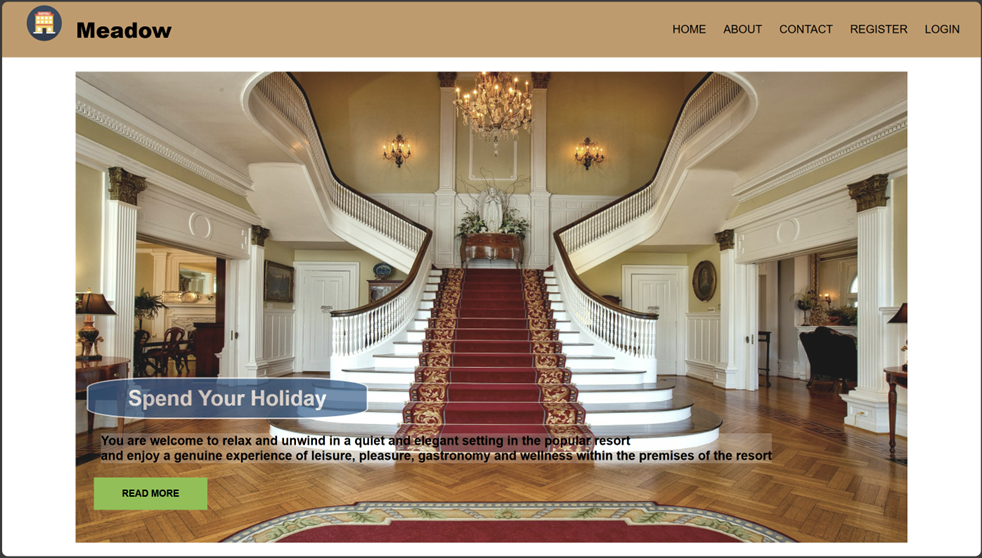 Meadow
HOME ABOUT CONTACT REGISTER LOGIN
Spend Your Holiday
You are welcome to relax and unwind in a quiet and elegant setting in the popular resort
and enjoy a genuine experience of leisure, pleasure, gastronomy and wellness within the premises of the resort
READ MORE